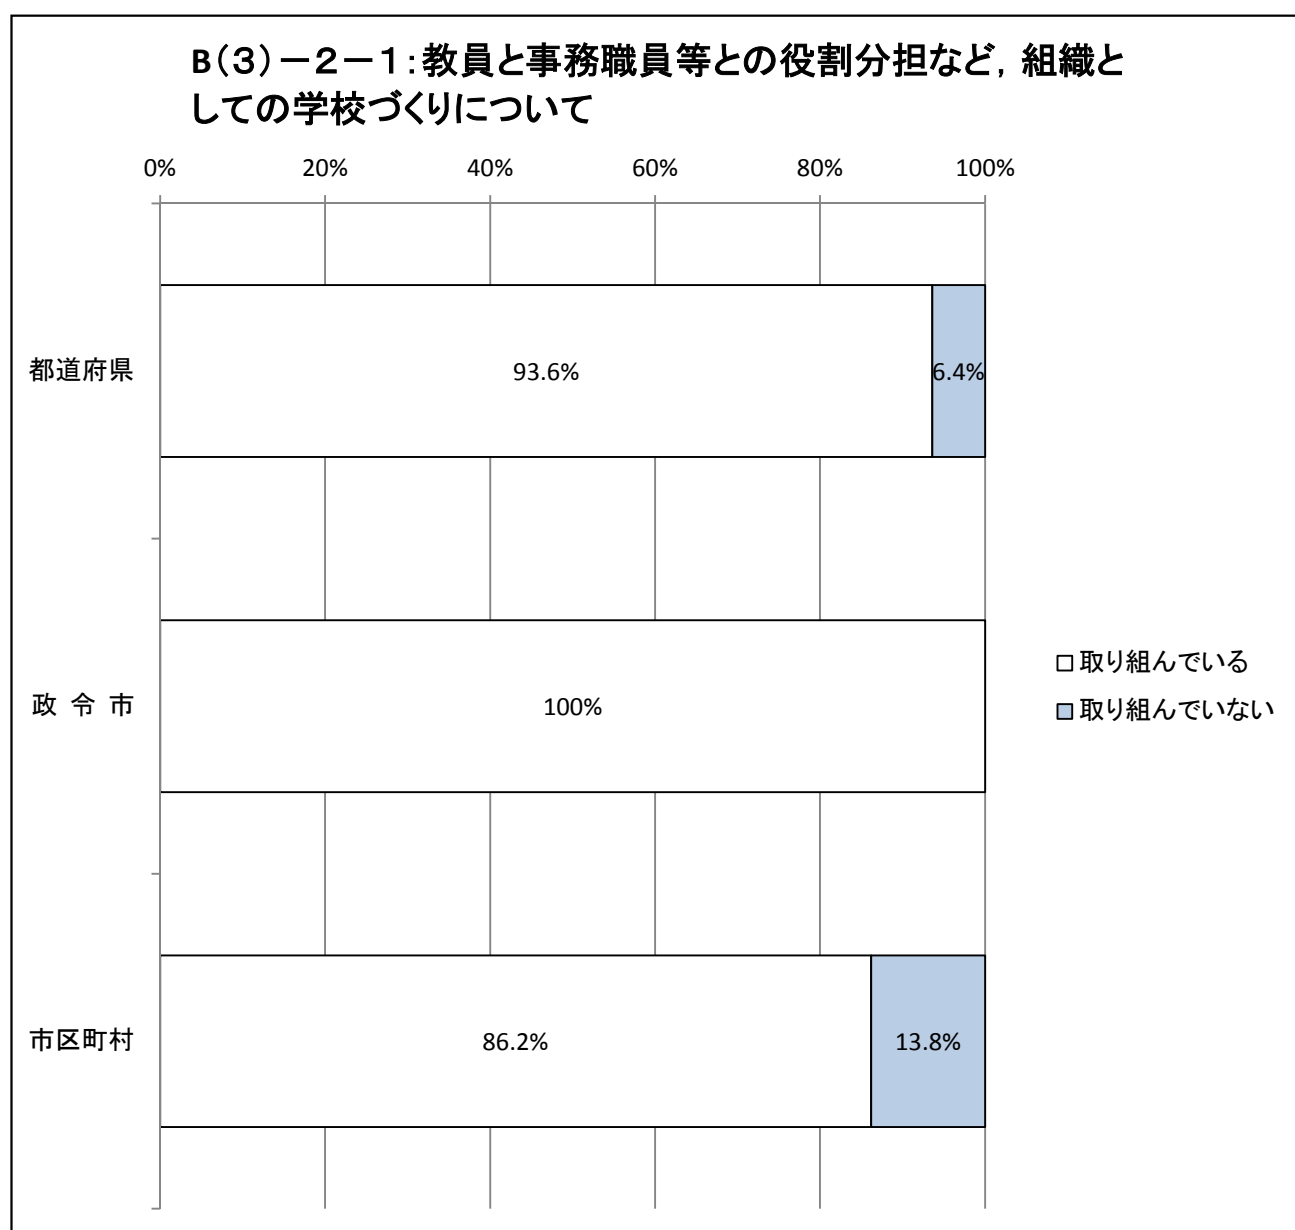 B(3)－2－1:教員と事務職員等との役割分担など，組織と
しての学校づくりについて
0% 20% 40% 60% 80% 100%
都道府県 93.6% 6.4%
政 令 市 100%
取り組んでいる
取り組んでいない
市区町村 86.2% 13.8%